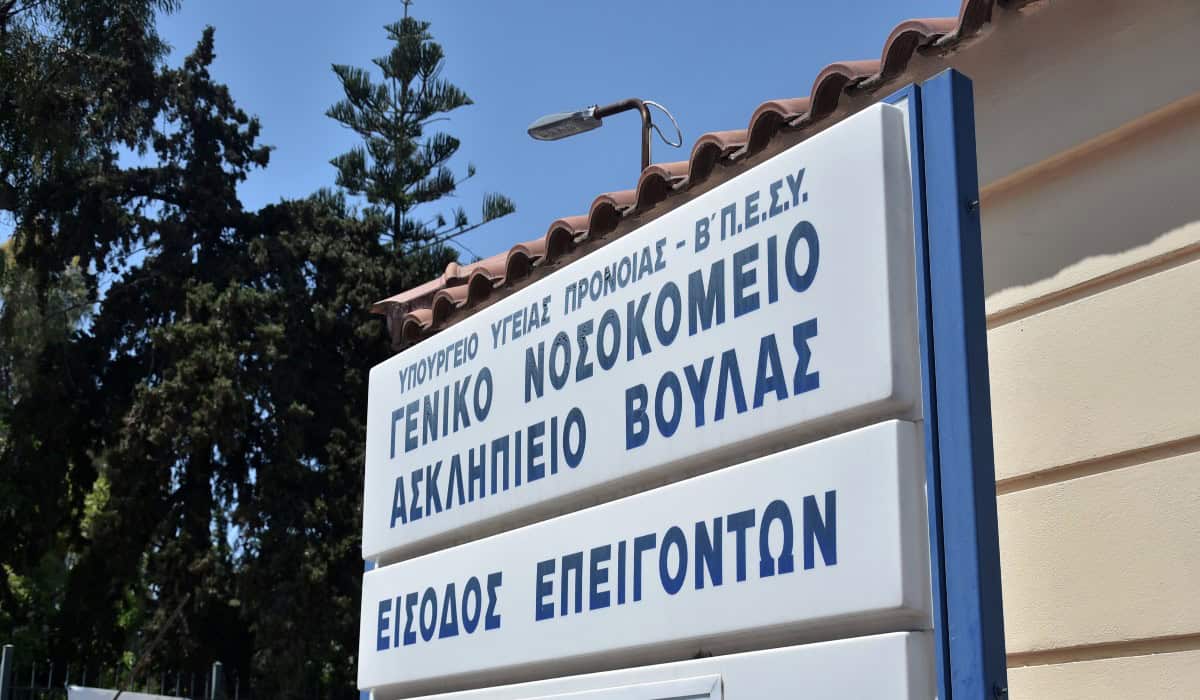 ΥΠΟΥΡΓΕΙΟ ΥΓΕΙΑΣ ΠΡΟΝΟΙΑΣ - Β΄Π.Ε.Σ.Υ.
ΓΕΝΙΚΟ ΝΟΣΟΚΟΜΕΙΟ
ΑΣΚΛΗΠΙΕΙΟ ΒΟΥΛΑΣ
ΕΙΣΟΔΟΣ ΕΠΕΙΓΟΝΤΩΝ